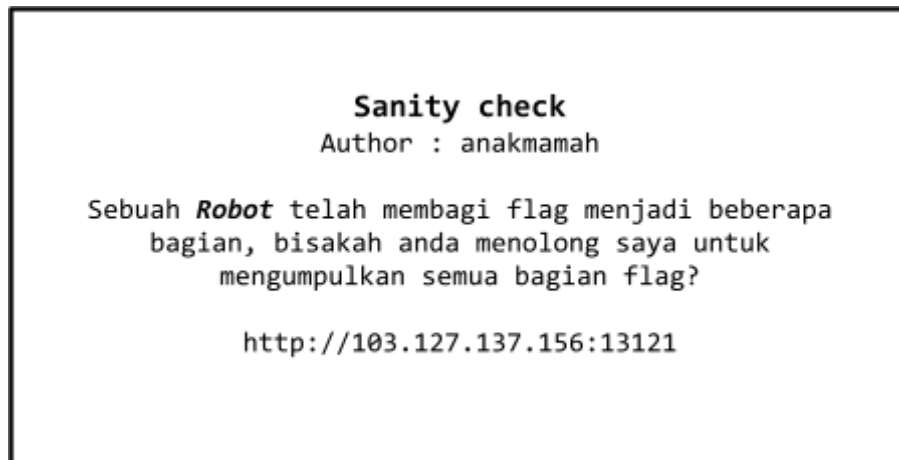 Sanity check
Author : anakmamah
Sebuah Robot telah membagi flag menjadi beberapa
bagian, bisakah anda menolong saya untuk
mengumpulkan semua bagian flag?
http://103.127.137.156:13121